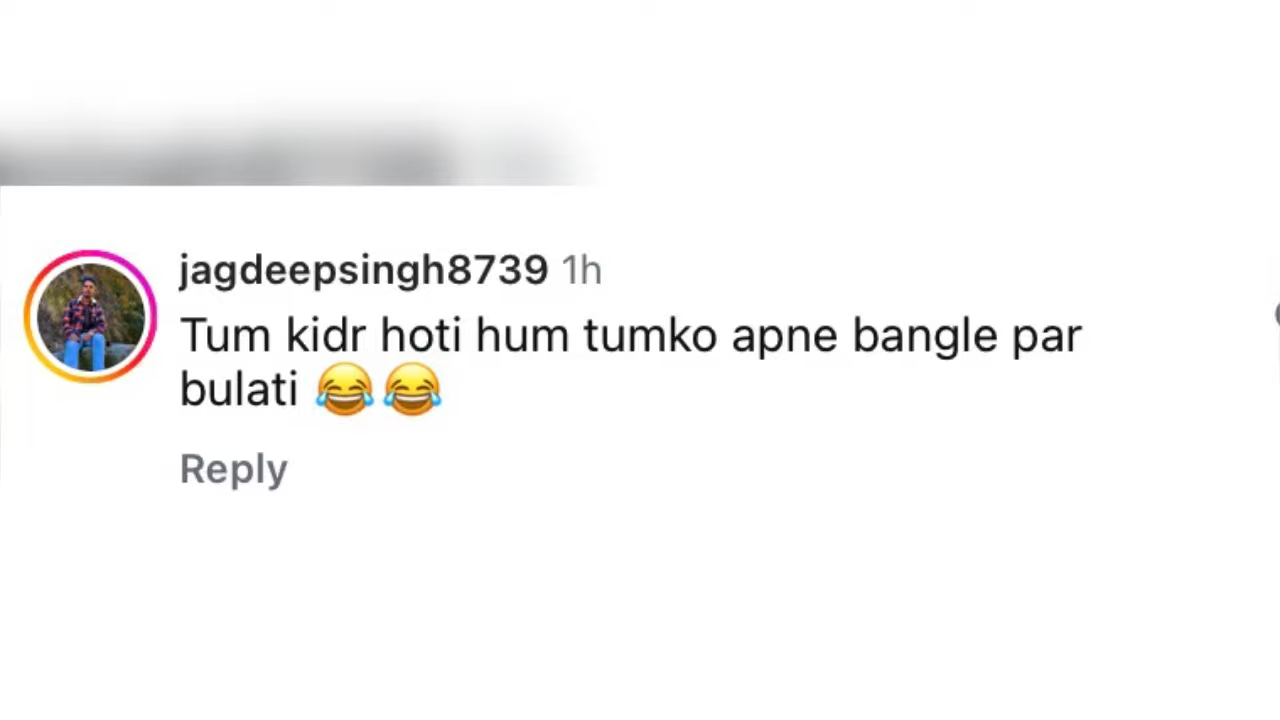 jagdeepsingh8739 1h
Tum kidr hoti hum tumko apne bangle par
bulati 😂😂
Reply